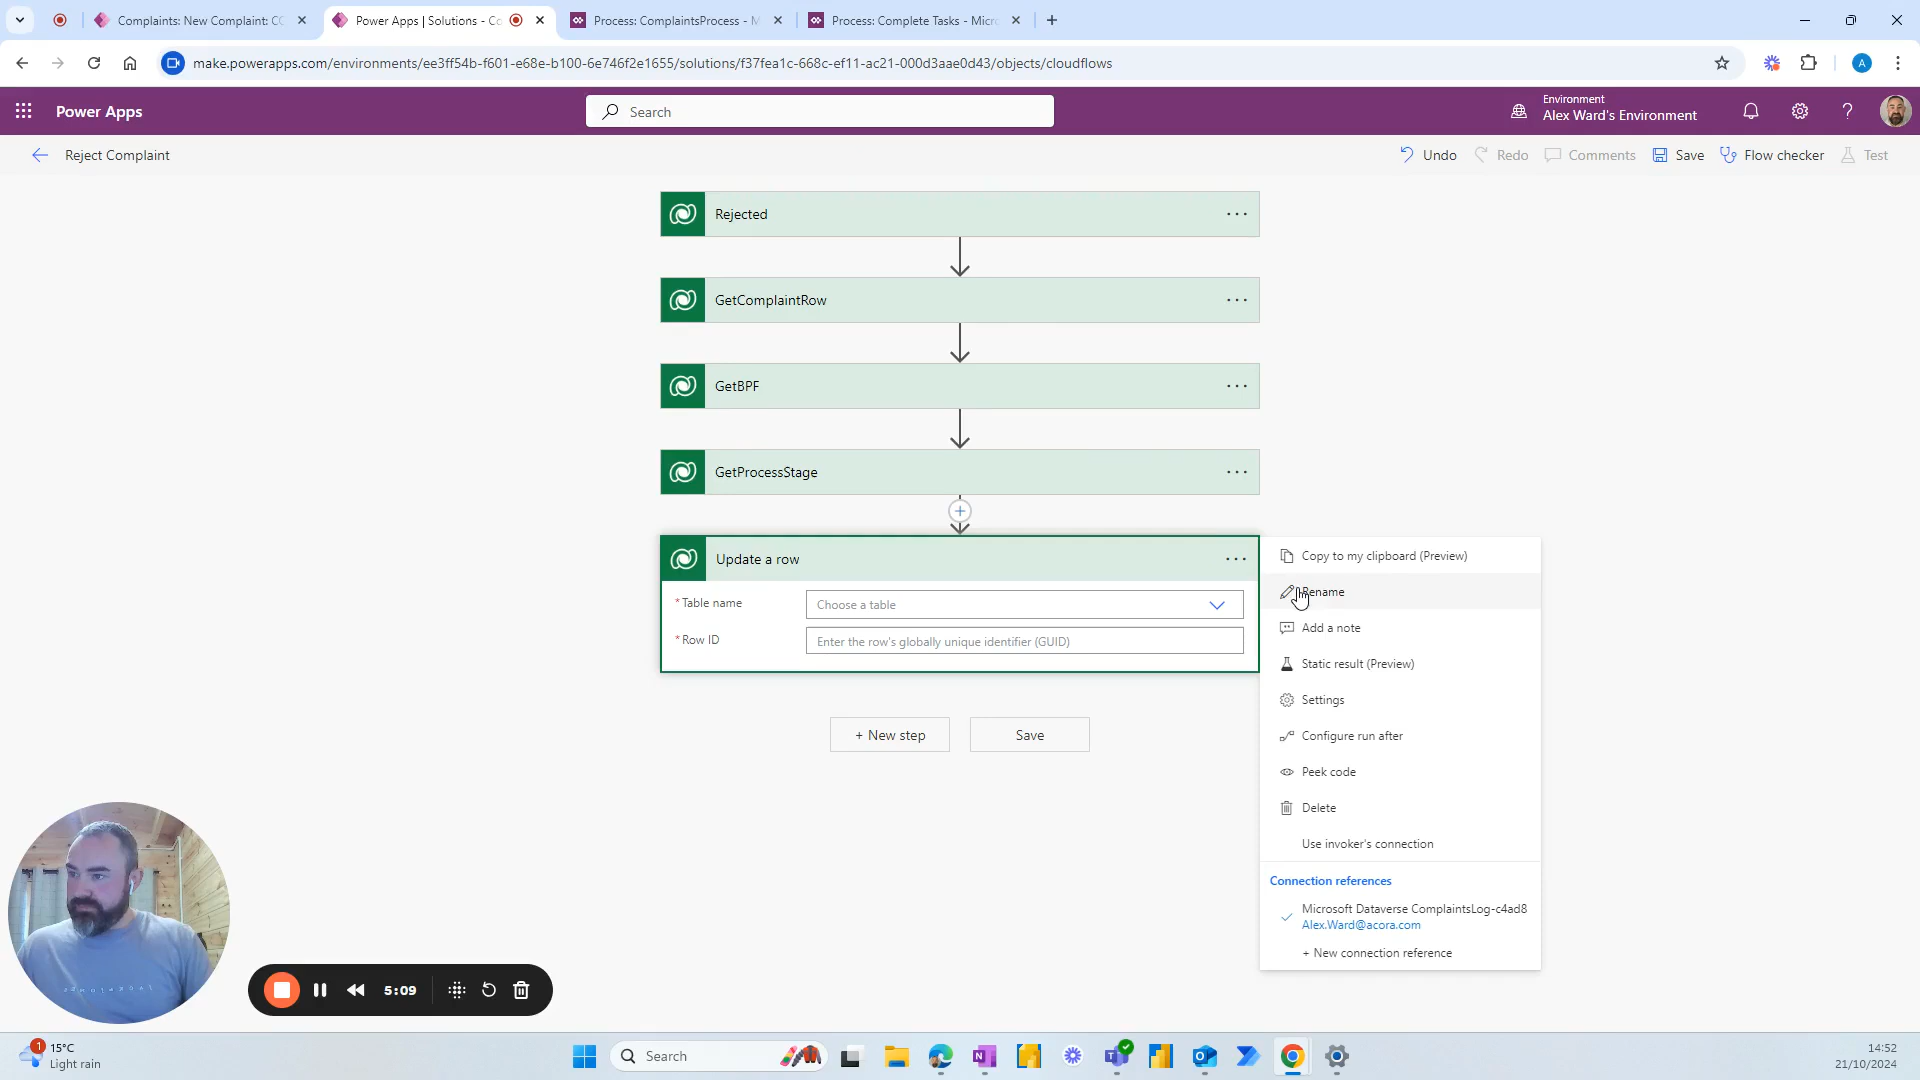 Complaints: New Complaint: CC
Power Apps | Solutions - Co
Process: ComplaintsProcess - M
Process: Complete Tasks - Micr
make.powerapps.com/environments/ee3ff54b-f601-e68e-b100-6e746f2e1655/solutions/f37fea1c-668c-ef11-ac21-000d3aae0d43/objects/cloudflows
A
Power Apps
Search
Environment
Alex Ward's Environment
Reject Complaint
Undo
Redo
Comments
Save
Flow checker
Test
Rejected
GetComplaintRow
GetBPF
GetProcessStage
Update a row
* Table name
Choose a table
* Row ID
Enter the row's globally unique identifier (GUID)
+ New step
Save
Copy to my clipboard (Preview)
Rename
Add a note
Static result (Preview)
Settings
Configure run after
Peek code
Delete
Use invoker's connection
Connection references
Microsoft Dataverse ComplaintsLog-c4ad8
Alex.Ward@acora.com
+ New connection reference
5:09
1
15°C
Light rain
Search
14:52
21/10/2024